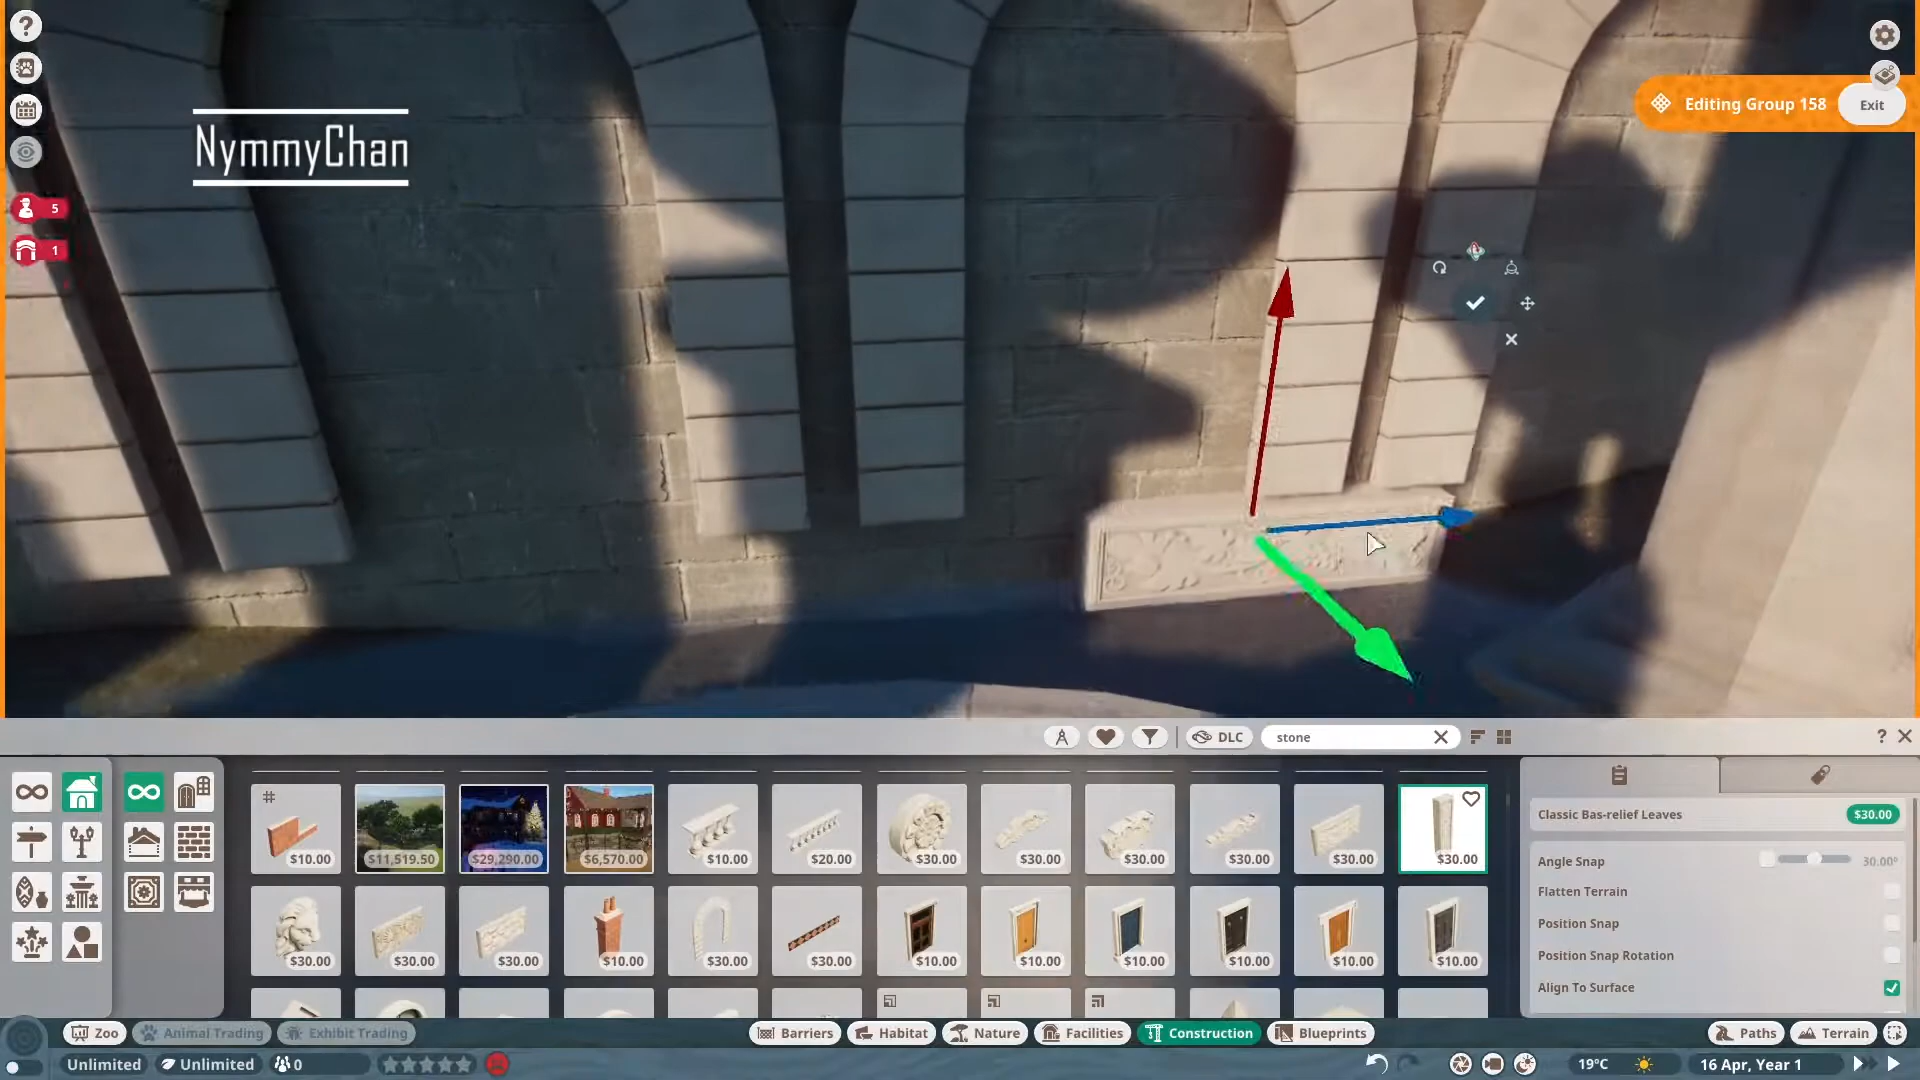 NymmyChan
Editing Group 158
Exit
5
1
DLC
stone
?
$10.00
$11,519.50
$29,290.00
$6,570.00
$10.00
$20.00
$30.00
$30.00
$30.00
$30.00
$30.00
$30.00
$30.00
$30.00
$30.00
$10.00
$30.00
$30.00
$10.00
$10.00
$10.00
$10.00
$10.00
$10.00
Classic Bas-relief Leaves
$30.00
Angle Snap
30.00°
Flatten Terrain
Position Snap
Position Snap Rotation
Align To Surface
Zoo
Animal Trading
Exhibit Trading
Barriers
Habitat
Nature
Facilities
Construction
Blueprints
Paths
Terrain
Unlimited
Unlimited
0
19°C
16 Apr, Year 1